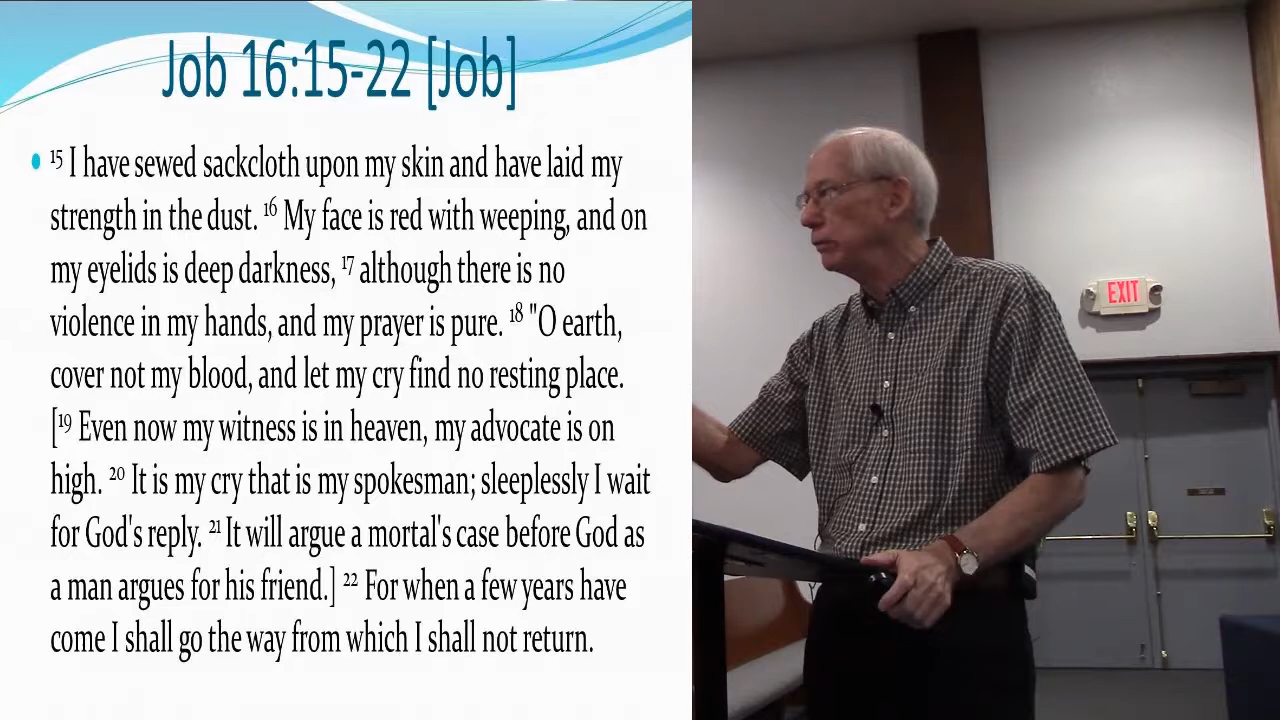 Job 16:15-22 [Job]
• ¹⁵ I have sewed sackcloth upon my skin and have laid my
strength in the dust. ¹⁶ My face is red with weeping, and on
my eyelids is deep darkness, ¹⁷ although there is no
violence in my hands, and my prayer is pure. ¹⁸ "O earth,
cover not my blood, and let my cry find no resting place.
[¹⁹ Even now my witness is in heaven, my advocate is on
high. ²⁰ It is my cry that is my spokesman; sleeplessly I wait
for God's reply. ²¹ It will argue a mortal's case before God as
a man argues for his friend.] ²² For when a few years have
come I shall go the way from which I shall not return.
EXIT